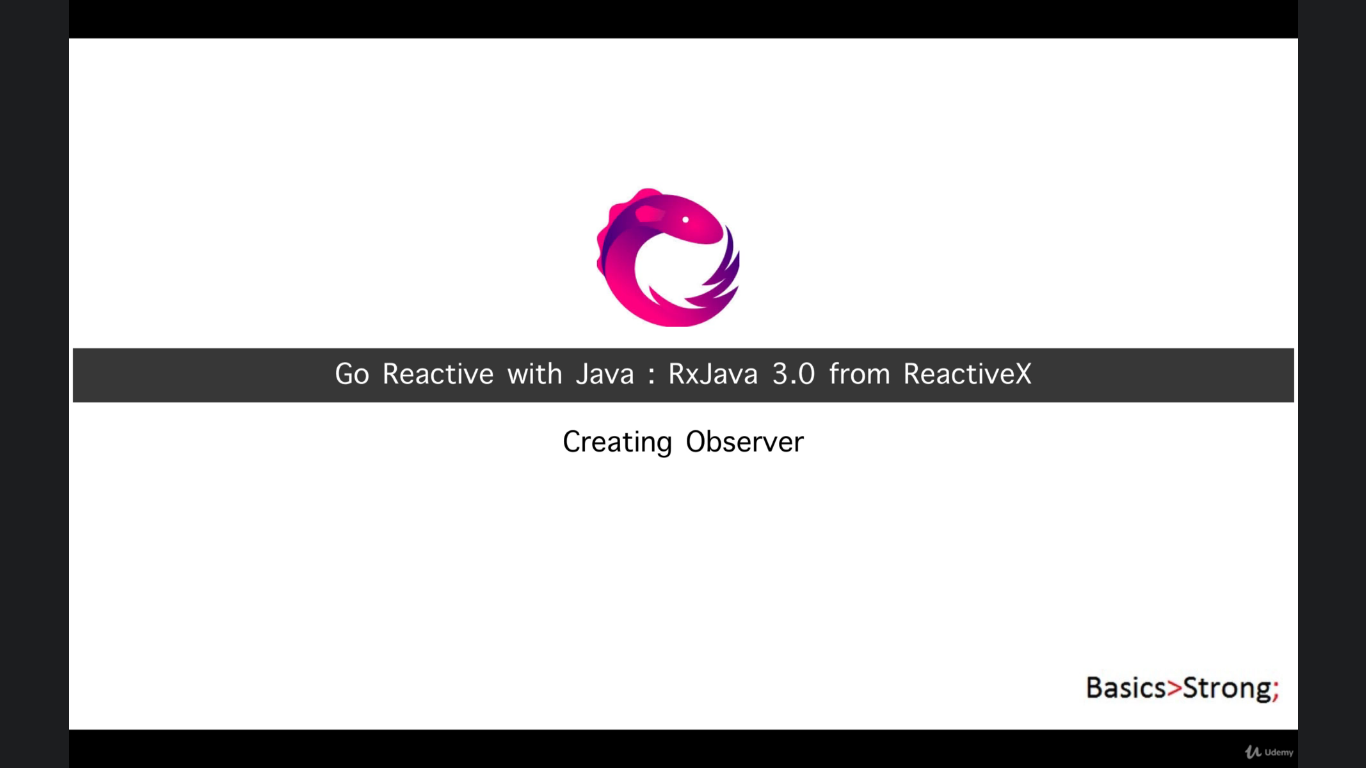 Go Reactive with Java : RxJava 3.0 from ReactiveX
Creating Observer
Basics>Strong;
Udemy